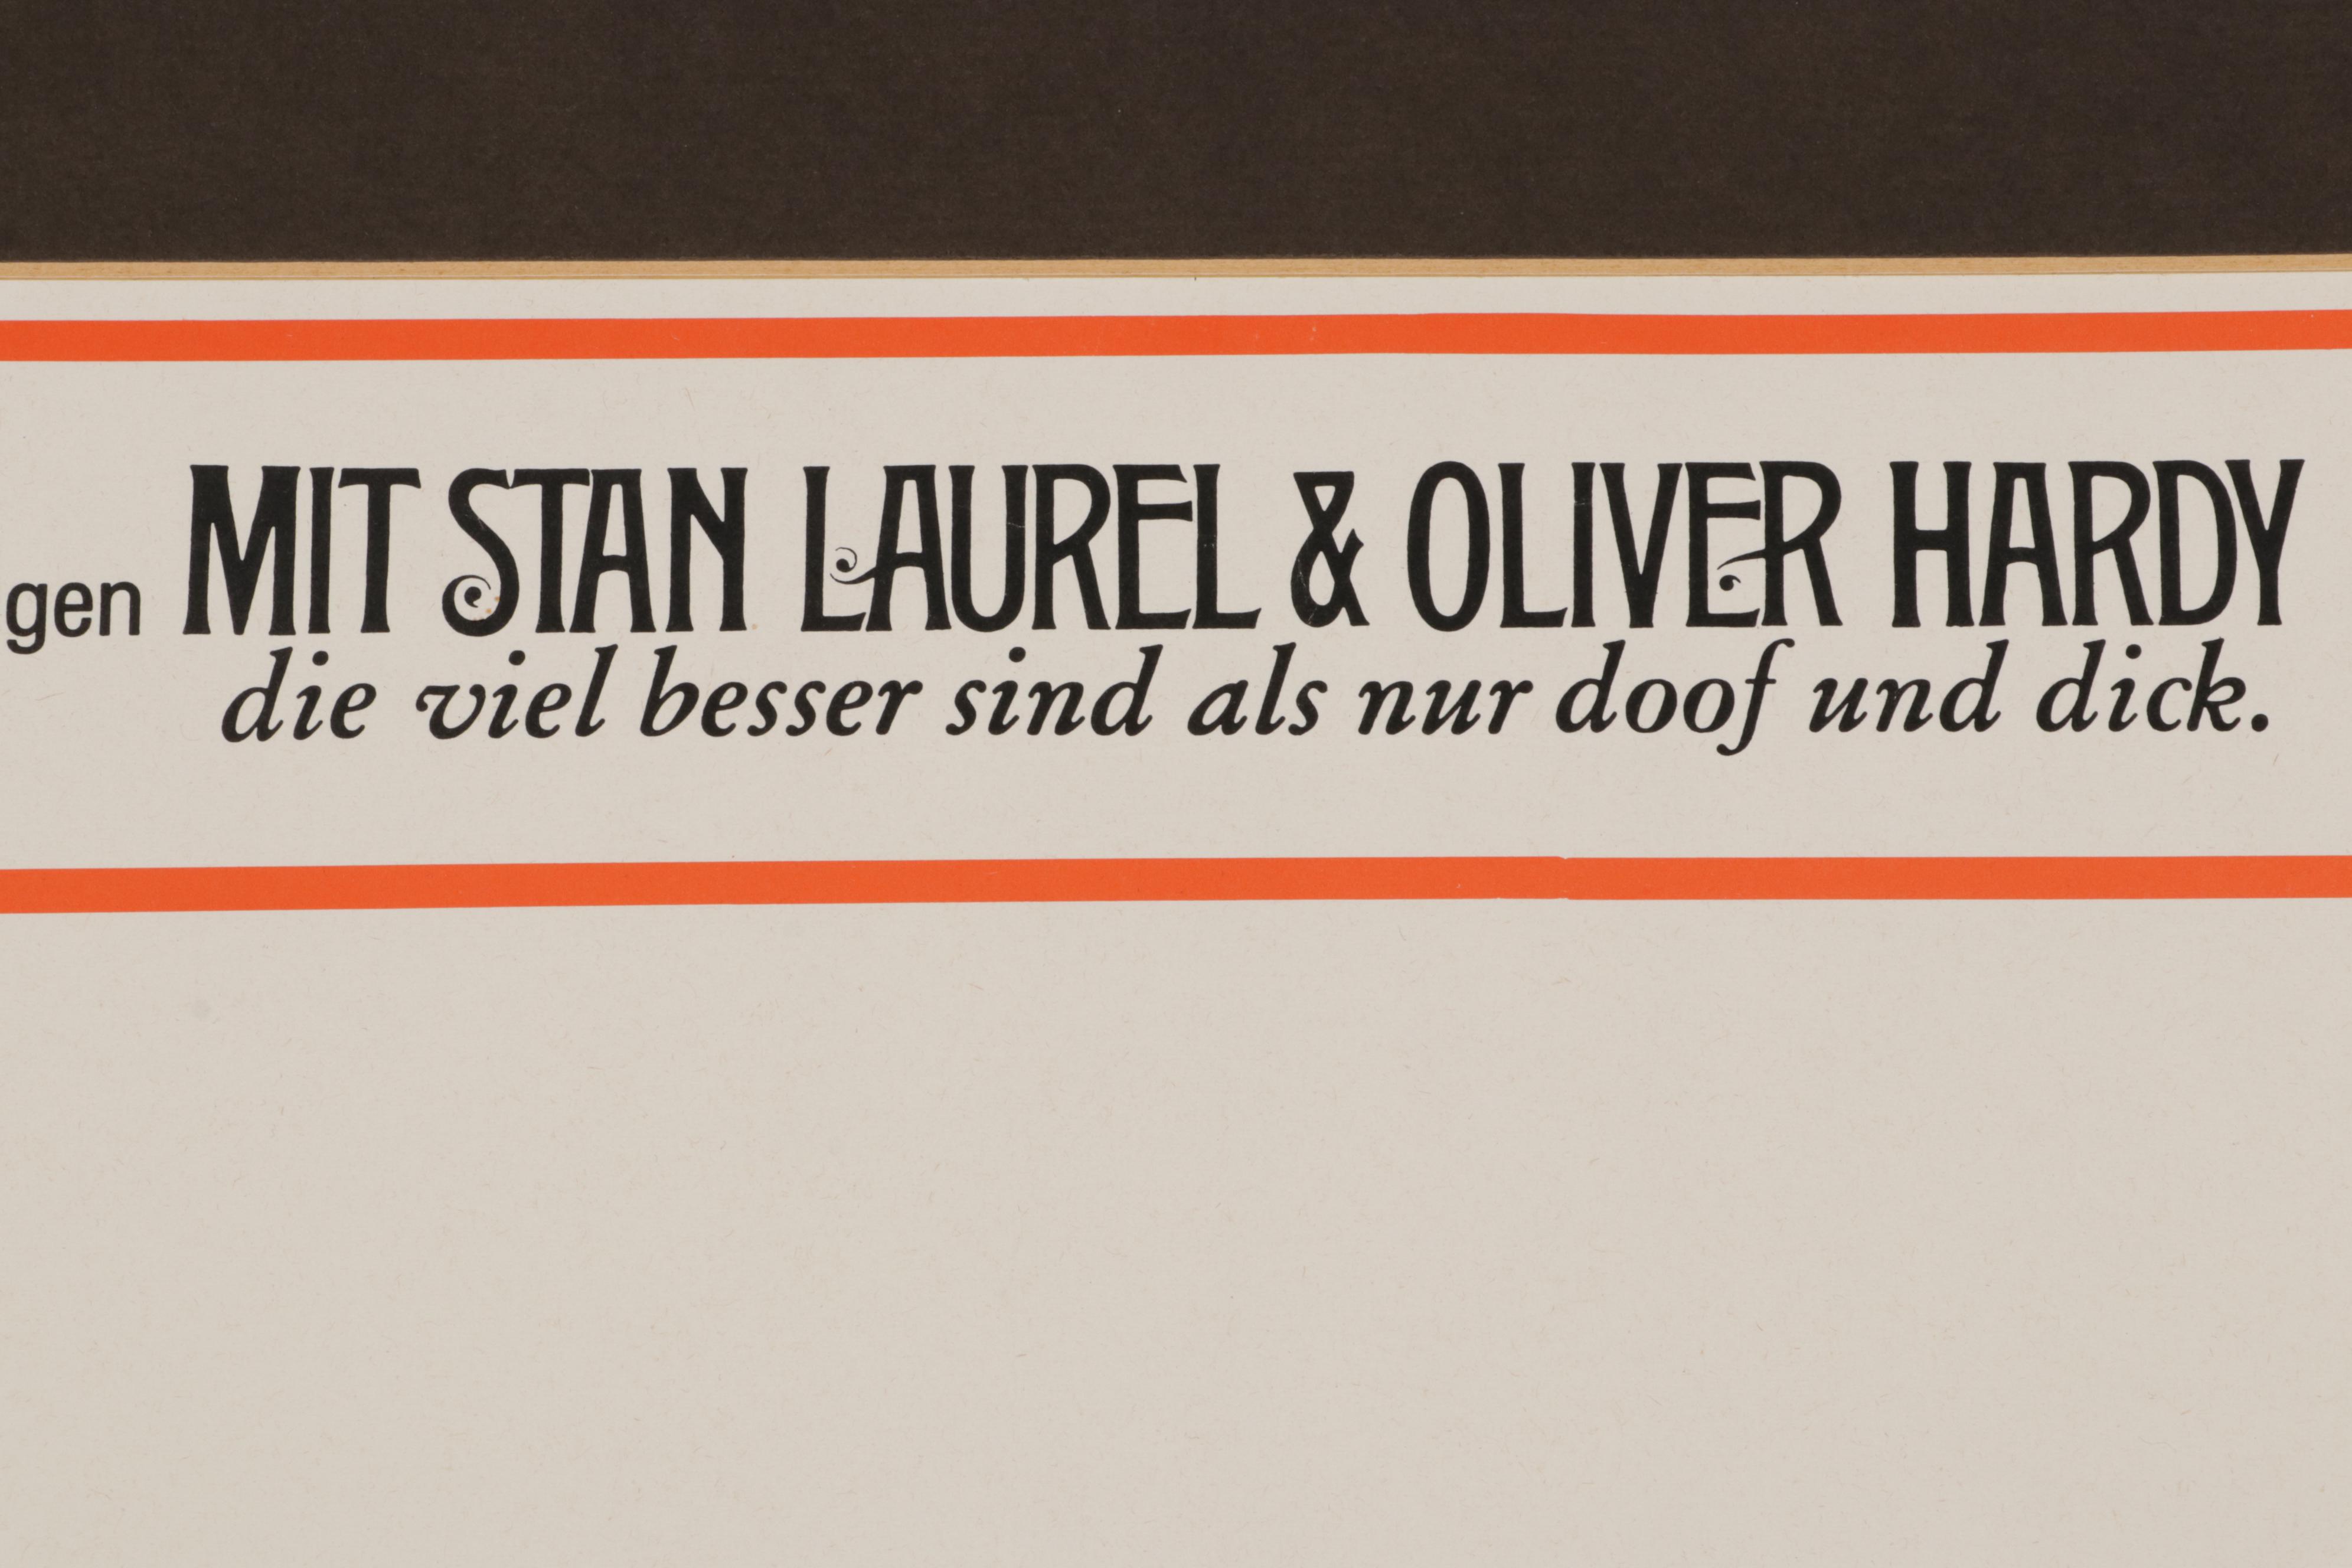 gen MIT STAN LAUREL & OLIVER HARDY
die viel besser sind als nur doof und dick.